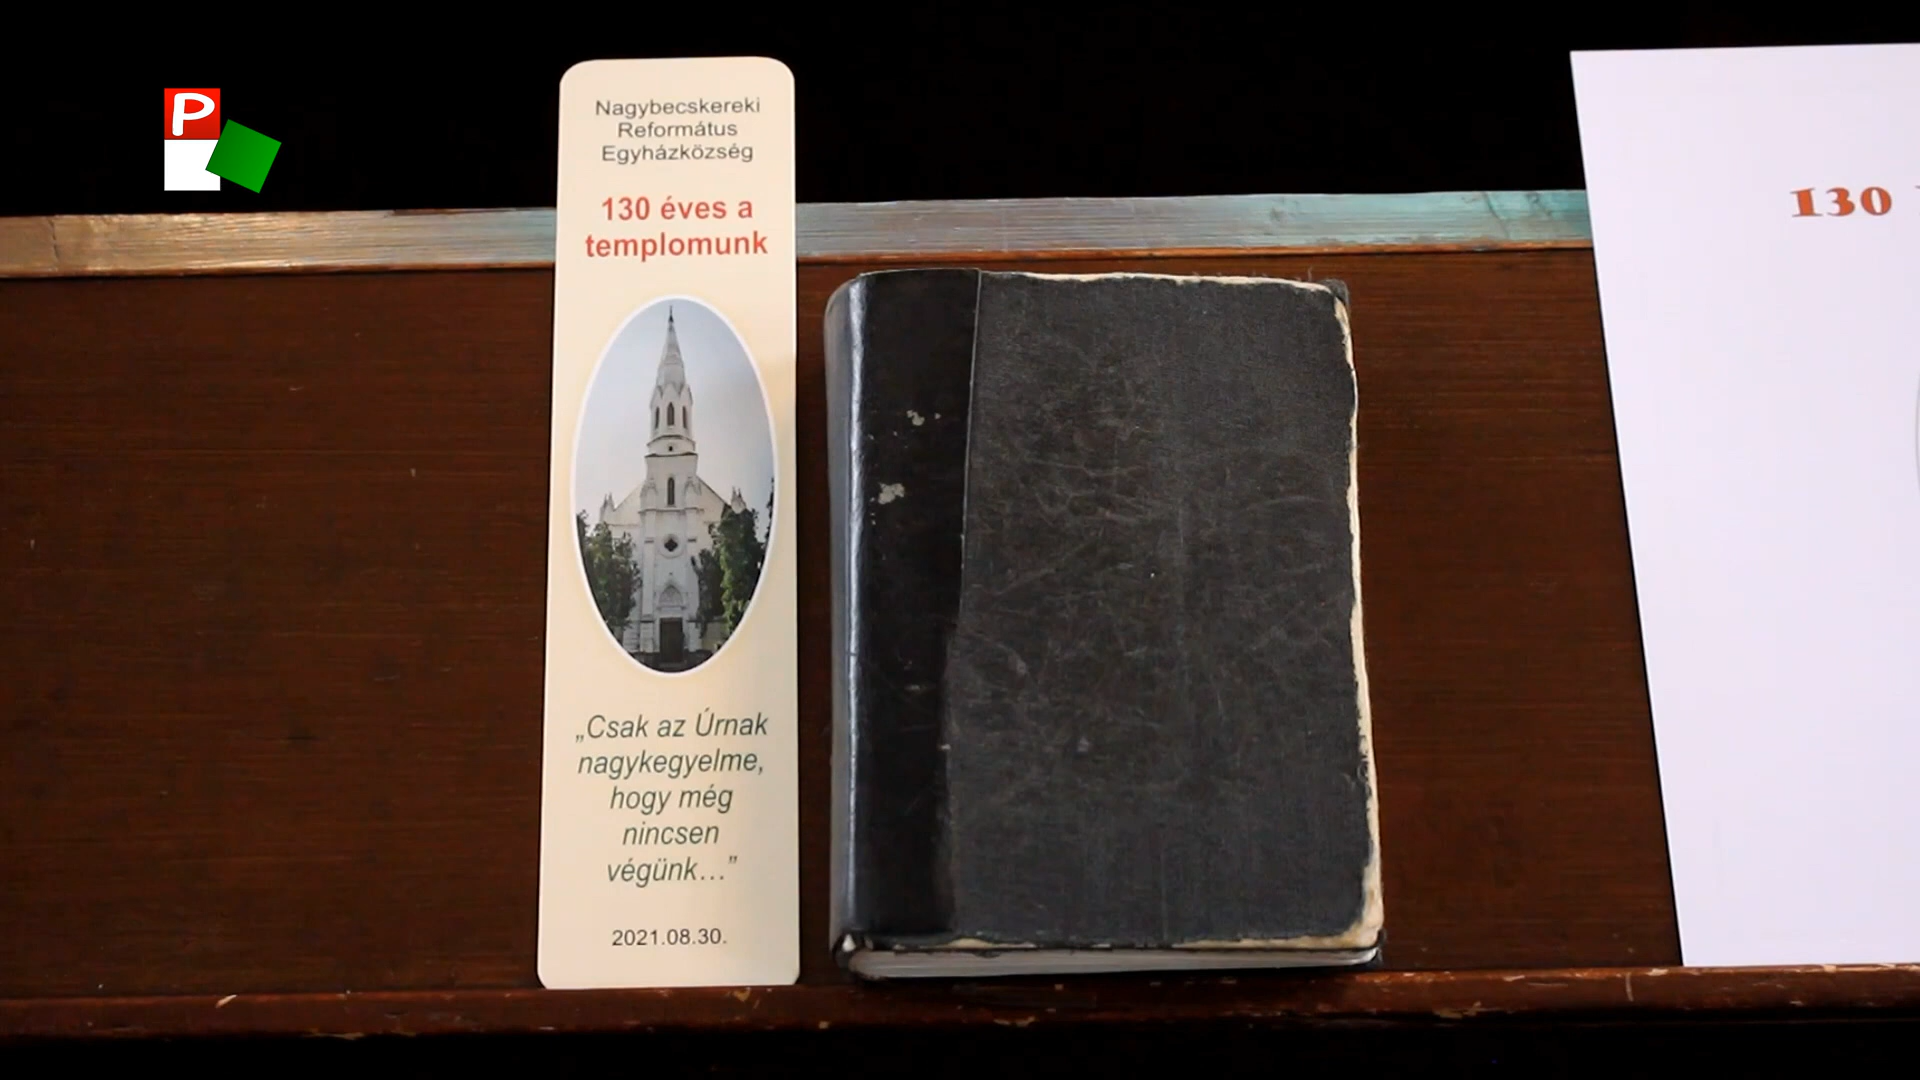 P
Nagybecskereki
Református
Egyházközség
130 éves a
templomunk
„Csak az Úrnak
nagykegyelme,
hogy még
nincsen
végünk…”
2021.08.30.
130